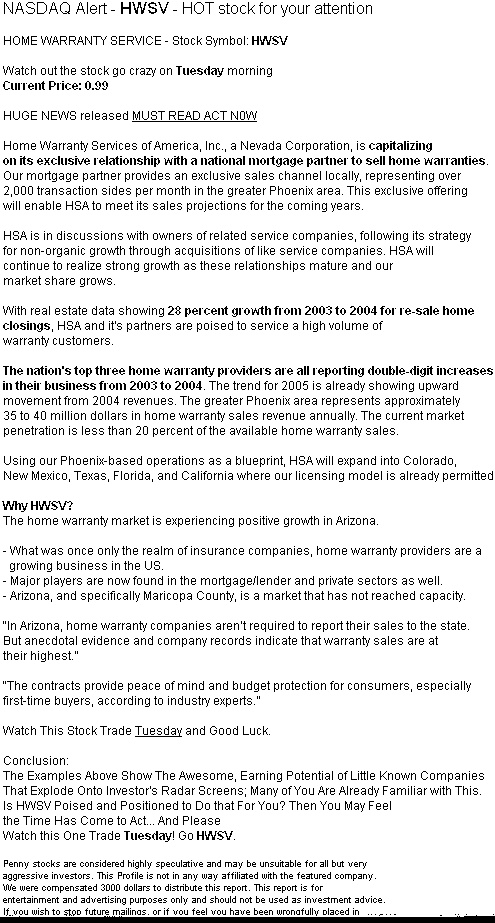 NASDAQ Alert - HWSV - HOT stock for your attention
HOME WARRANTY SERVICE - Stock Symbol: HWSV
Watch out the stock go crazy on Tuesday morning
Current Price: 0.99
HUGE NEWS released MUST READ ACT N0W
Home Warranty Services of America, Inc., a Nevada Corporation, is capitalizing
on its exclusive relationship with a national mortgage partner to sell home warranties.
Our mortgage partner provides an exclusive sales channel locally, representing over
2,000 transaction sides per month in the greater Phoenix area. This exclusive offering
will enable HSA to meet its sales projections for the coming years.
HSA is in discussions with owners of related service companies, following its strategy
for non-organic growth through acquisitions of like service companies. HSA will
continue to realize strong growth as these relationships mature and our
market share grows.
With real estate data showing 28 percent growth from 2003 to 2004 for re-sale home
closings, HSA and it's partners are poised to service a high volume of
warranty customers.
The nation's top three home warranty providers are all reporting double-digit increases
in their business from 2003 to 2004. The trend for 2005 is already showing upward
movement from 2004 revenues. The greater Phoenix area represents approximately
35 to 40 million dollars in home warranty sales revenue annually. The current market
penetration is less than 20 percent of the available home warranty sales.
Using our Phoenix-based operations as a blueprint, HSA will expand into Colorado,
New Mexico, Texas, Florida, and California where our licensing model is already permitted
Why HWSV?
The home warranty market is experiencing positive growth in Arizona.
- What was once only the realm of insurance companies, home warranty providers are a
growing business in the US.
- Major players are now found in the mortgage/lender and private sectors as well.
- Arizona, and specifically Maricopa County, is a market that has not reached capacity.
"In Arizona, home warranty companies aren't required to report their sales to the state.
But anecdotal evidence and company records indicate that warranty sales are at
their highest."
"The contracts provide peace of mind and budget protection for consumers, especially
first-time buyers, according to industry experts."
Watch This Stock Trade Tuesday and Good Luck.
Conclusion:
The Examples Above Show The Awesome, Earning Potential of Little Known Companies
That Explode Onto Investor's Radar Screens; Many of You Are Already Familiar with This.
Is HWSV Poised and Positioned to Do that For You? Then You May Feel
the Time Has Come to Act... And Please
Watch this One Trade Tuesday! Go HWSV.
Penny stocks are considered highly speculative and may be unsuitable for all but very
aggressive investors. This Profile is not in any way affiliated with the featured company.
We were compensated 3000 dollars to distribute this report. This report is for
entertainment and advertising purposes only and should not be used as investment advice.
If you wish to stop future mailings, or if you feel you have been wrongfully placed in